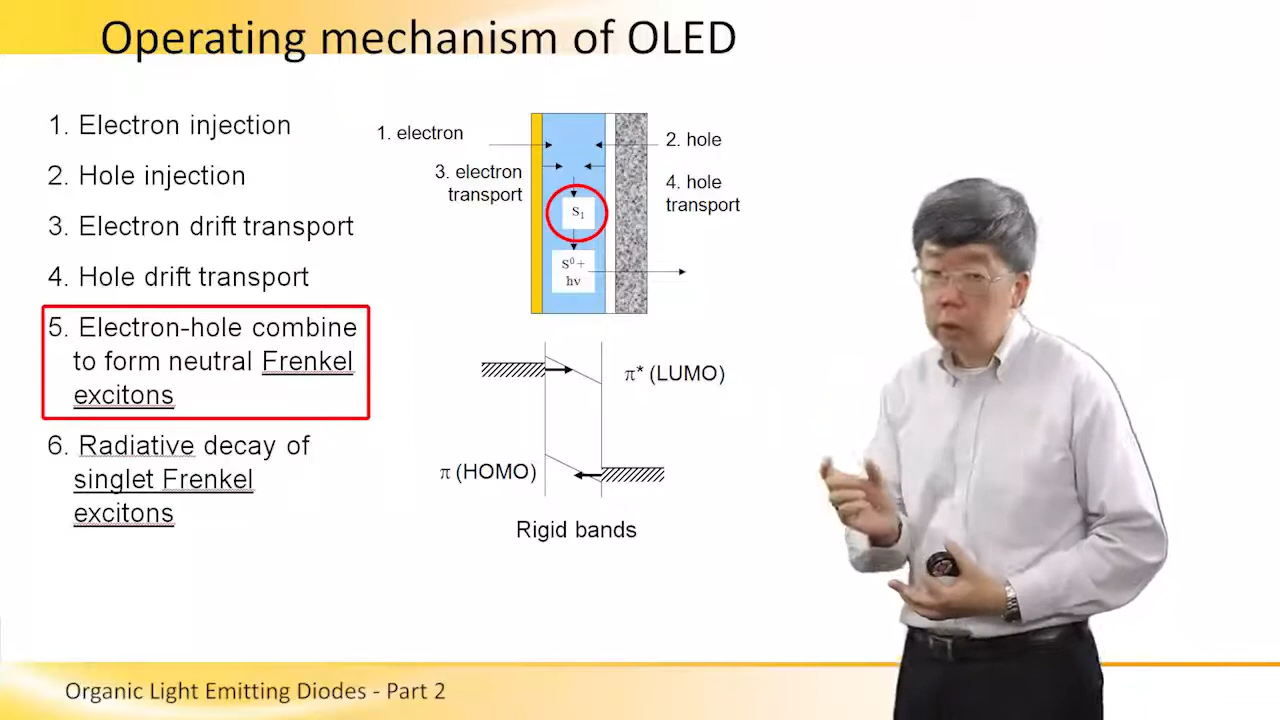 Operating mechanism of OLED
1. Electron injection
2. Hole injection
3. Electron drift transport
4. Hole drift transport
5. Electron-hole combine
to form neutral Frenkel
excitons
6. Radiative decay of
singlet Frenkel
excitons
1. electron
2. hole
3. electron
transport
4. hole
transport
S₁
S⁰ +
hν
π* (LUMO)
π (HOMO)
Rigid bands
Organic Light Emitting Diodes - Part 2